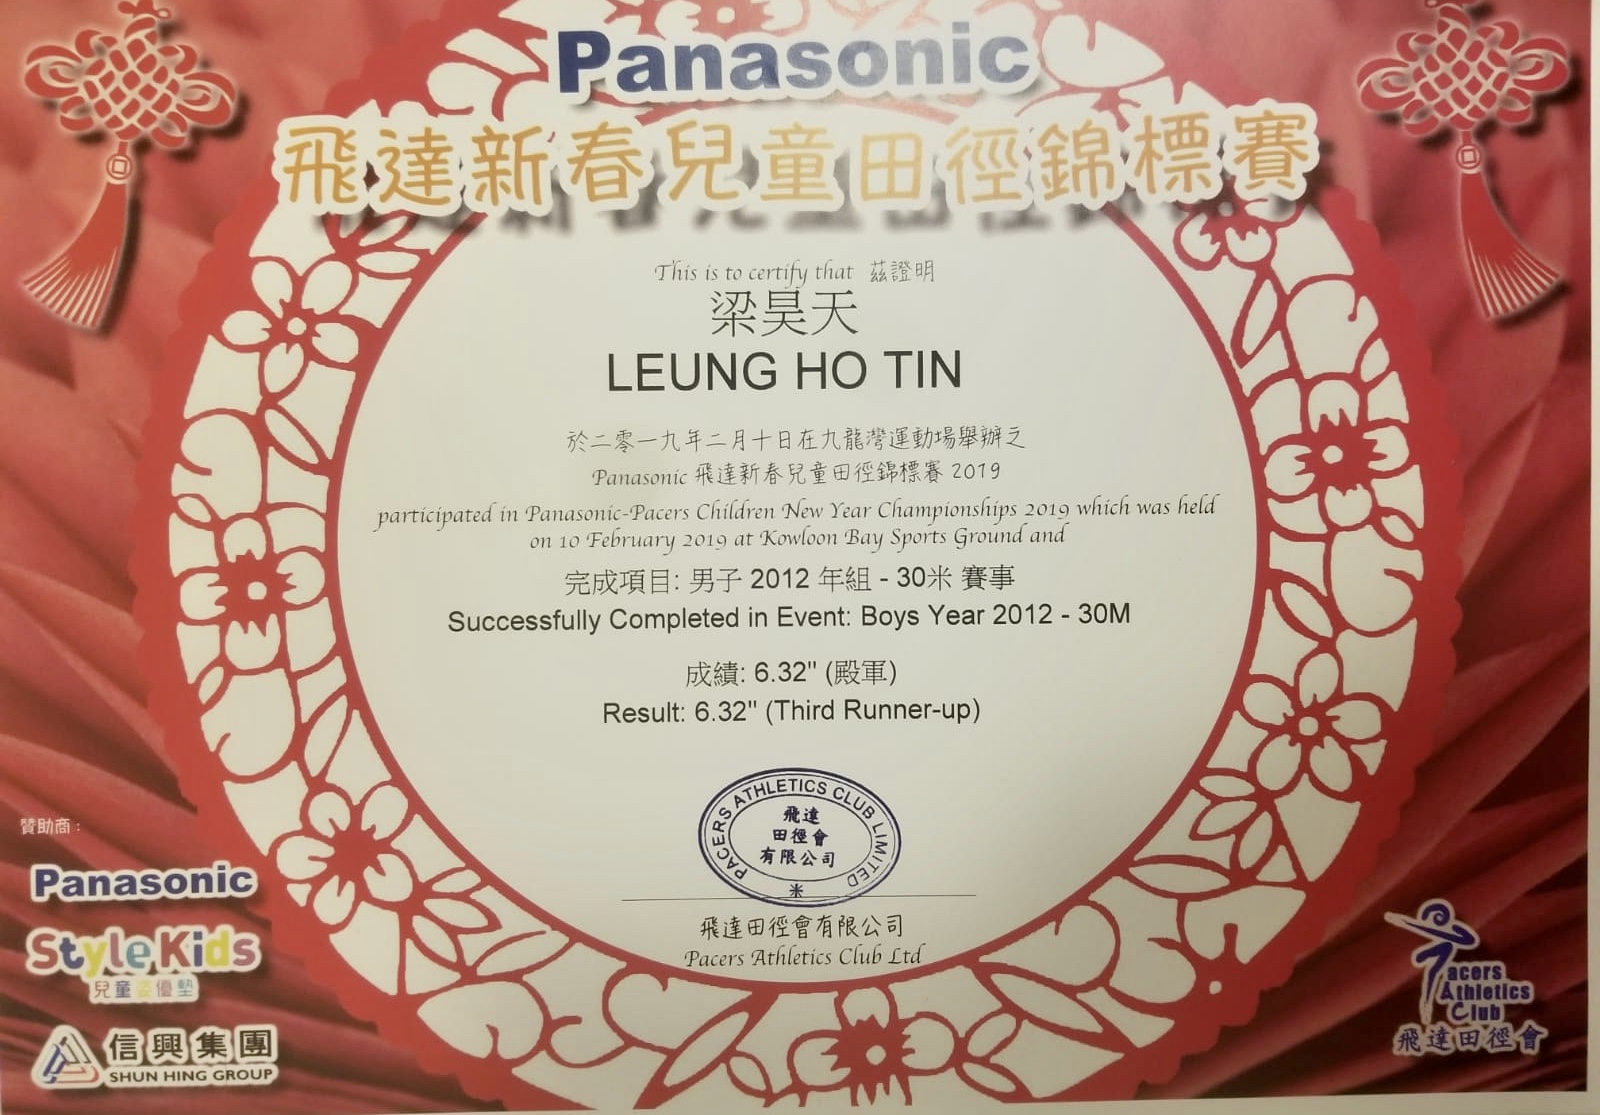 Panasonic
飛達新春兒童田徑錦標賽
This is to certify that 茲證明
梁昊天
LEUNG HO TIN
於二零一九年二月十日在九龍灣運動場舉辦之
Panasonic 飛達新春兒童田徑錦標賽 2019
participated in Panasonic-Pacers Children New Year Championships 2019 which was held
on 10 February 2019 at Kowloon Bay Sports Ground and
完成項目: 男子 2012 年組 - 30米 賽事
Successfully Completed in Event: Boys Year 2012 - 30M
成績: 6.32" (殿軍)
Result: 6.32" (Third Runner-up)
PACERS ATHLETICS CLUB LIMITED
飛達
田徑會
有限公司
飛達田徑會有限公司
Pacers Athletics Club Ltd
贊助商：
Panasonic
StyleKids
兒童姿優墊
信興集團
SHUN HING GROUP
Pacers
Athletics
Club
飛達田徑會